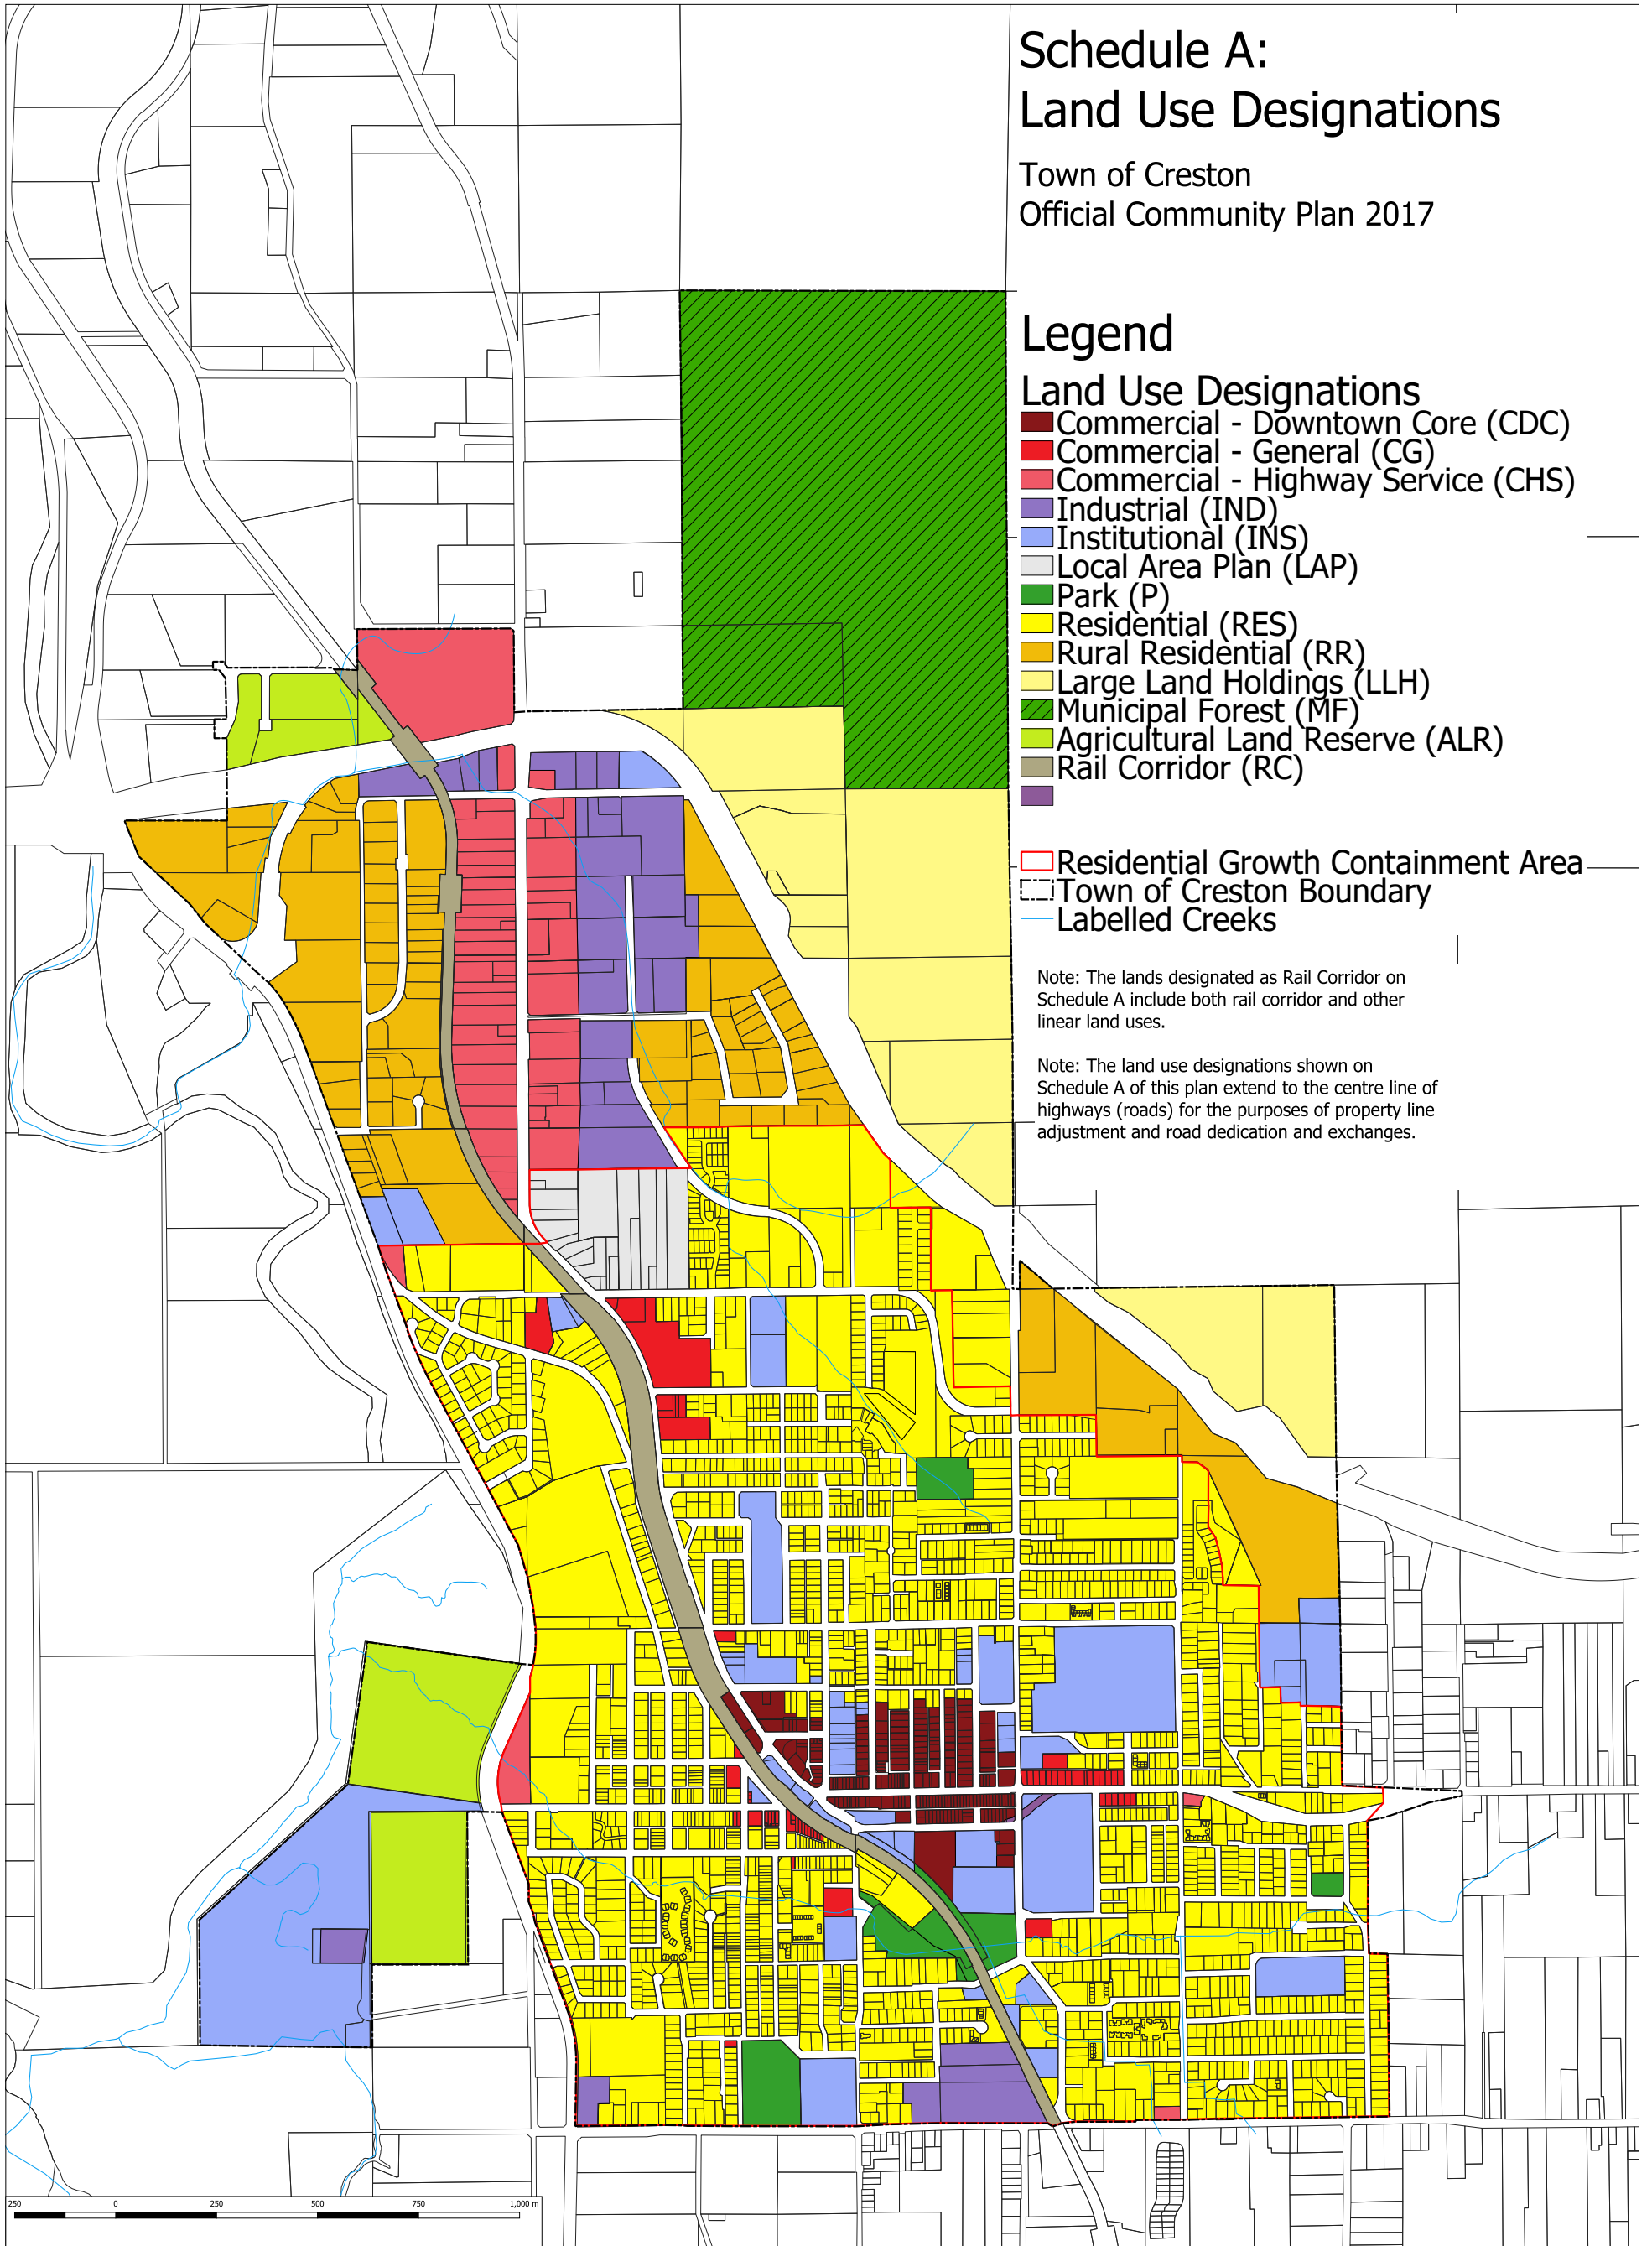 Schedule A:
Land Use Designations
Town of Creston
Official Community Plan 2017
Legend
Land Use Designations
Commercial - Downtown Core (CDC)
Commercial - General (CG)
Commercial - Highway Service (CHS)
Industrial (IND)
Institutional (INS)
Local Area Plan (LAP)
Park (P)
Residential (RES)
Rural Residential (RR)
Large Land Holdings (LLH)
Municipal Forest (MF)
Agricultural Land Reserve (ALR)
Rail Corridor (RC)
Residential Growth Containment Area
Town of Creston Boundary
Labelled Creeks
Note: The lands designated as Rail Corridor on
Schedule A include both rail corridor and other
linear land uses.
Note: The land use designations shown on
Schedule A of this plan extend to the centre line of
highways (roads) for the purposes of property line
adjustment and road dedication and exchanges.
250 0 250 500 750 1,000 m